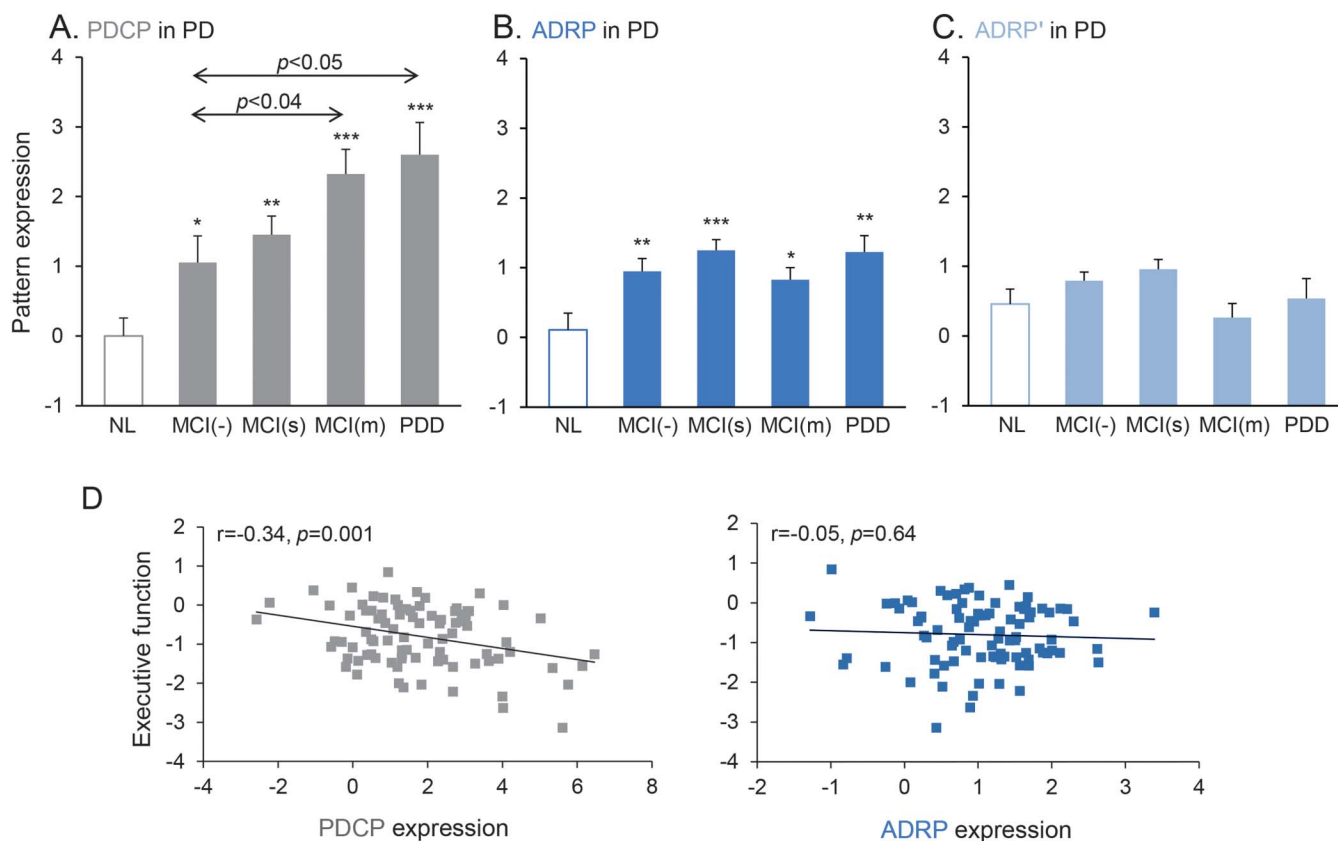 A. PDCP in PD
B. ADRP in PD
C. ADRP' in PD
Pattern expression
4
3
2
1
0
-1
p<0.05
p<0.04
*
**
***
***
NL MCI(-) MCI(s) MCI(m) PDD
4
3
2
1
0
-1
**
***
*
**
NL MCI(-) MCI(s) MCI(m) PDD
4
3
2
1
0
-1
NL MCI(-) MCI(s) MCI(m) PDD
D
Executive function
2
1
0
-1
-2
-3
-4
r=-0.34, p=0.001
-4 -2 0 2 4 6 8
PDCP expression
2
1
0
-1
-2
-3
-4
r=-0.05, p=0.64
-2 -1 0 1 2 3 4
ADRP expression